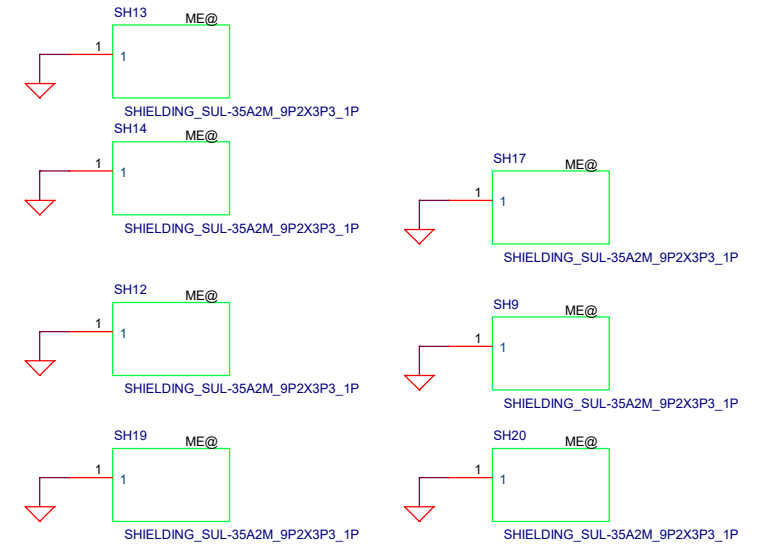 SH13
ME@
1
1
SHIELDING_SUL-35A2M_9P2X3P3_1P
SH14
ME@
1
1
SHIELDING_SUL-35A2M_9P2X3P3_1P
SH12
ME@
1
1
SHIELDING_SUL-35A2M_9P2X3P3_1P
SH19
ME@
1
1
SHIELDING_SUL-35A2M_9P2X3P3_1P
SH17
ME@
1
1
SHIELDING_SUL-35A2M_9P2X3P3_1P
SH9
ME@
1
1
SHIELDING_SUL-35A2M_9P2X3P3_1P
SH20
ME@
1
1
SHIELDING_SUL-35A2M_9P2X3P3_1P